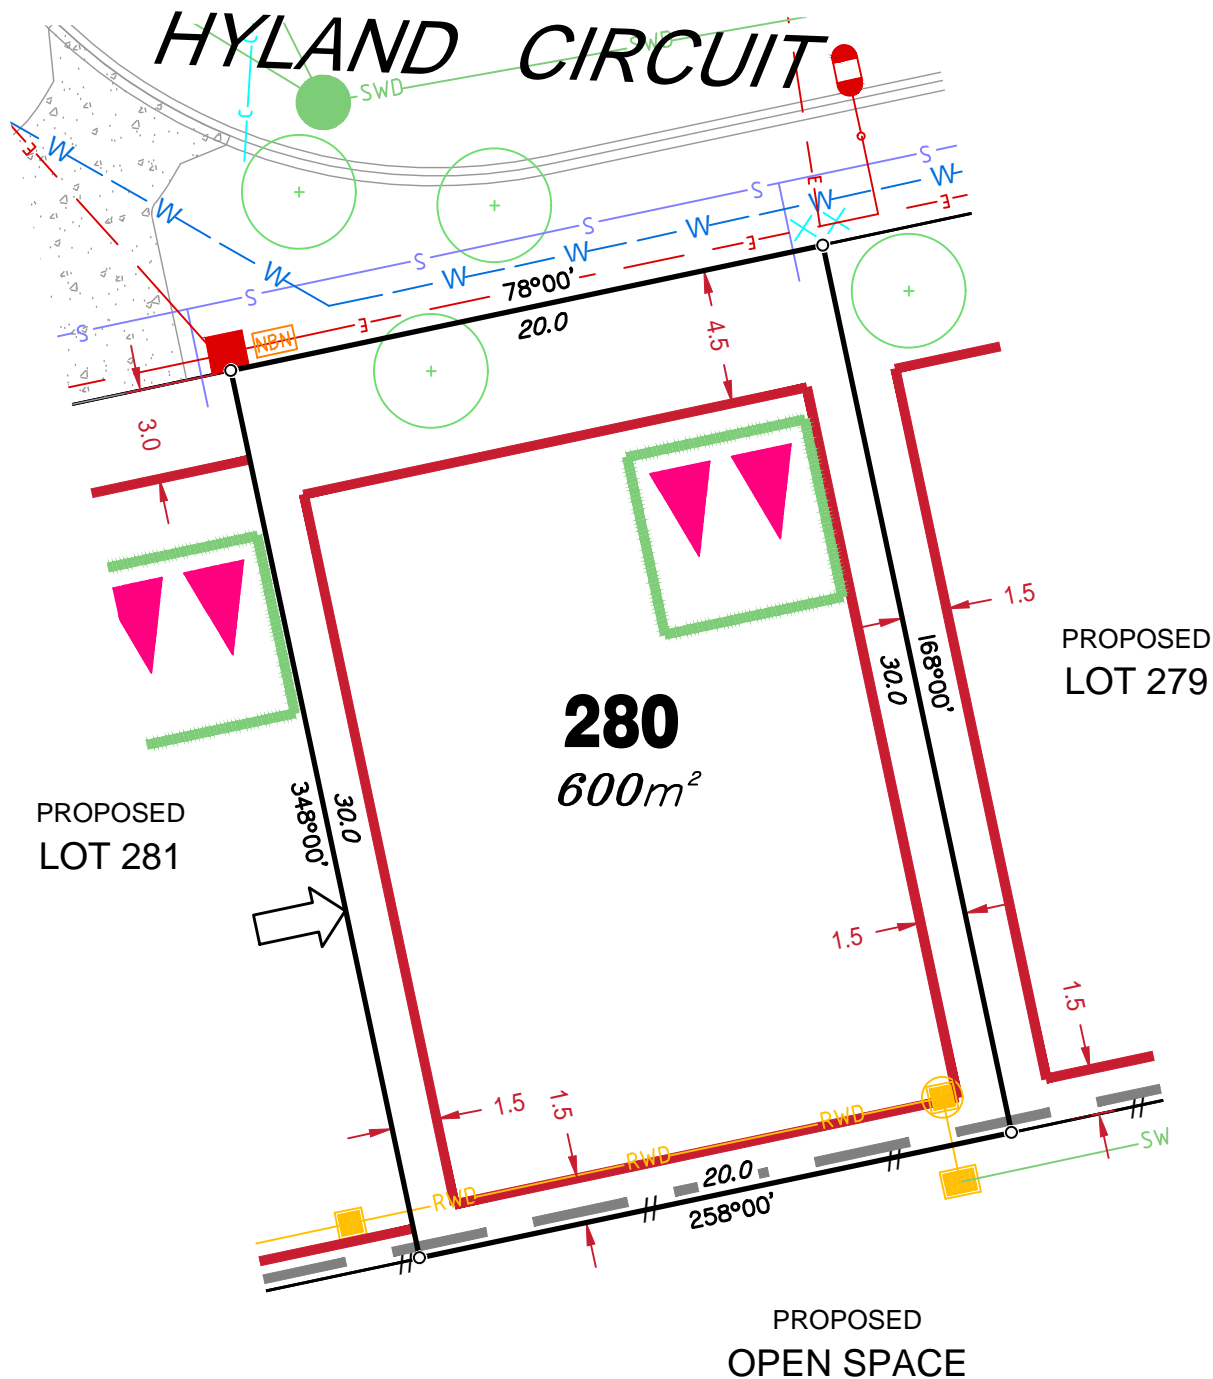 HYLAND CIRCUIT
SWD
SWD
C
C
E
W
W
W
S
S
S
S
S
S
W
W
W
W
W
E
E
E
E
NBN
78°00'
20.0
4.5
3.0
1.5
PROPOSED
LOT 279
168°00'
30.0
280
600m²
348°00'
30.0
PROPOSED
LOT 281
1.5
1.5
1.5
1.5
RWD
RWD
RWD
SW
20.0
258°00'
PROPOSED
OPEN SPACE